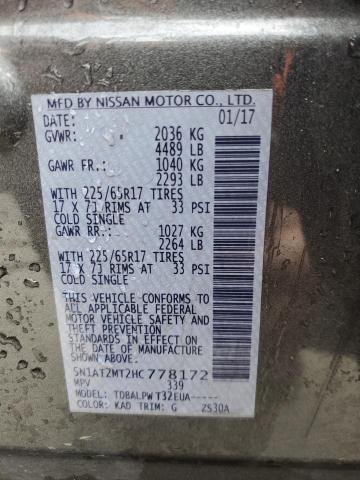 MFD BY NISSAN MOTOR CO., LTD.
DATE: 01/17
GVWR: 2036 KG
4489 LB
GAWR FR: 1040 KG
2293 LB
WITH 225/65R17 TIRES
17 X 7J RIMS AT 33 PSI
COLD SINGLE
GAWR RR: 1027 KG
2264 LB
WITH 225/65R17 TIRES
17 X 7J RIMS AT 33 PSI
COLD SINGLE
THIS VEHICLE CONFORMS TO
ALL APPLICABLE FEDERAL
MOTOR VEHICLE SAFETY AND
THEFT PREVENTION
STANDARDS IN EFFECT ON
THE DATE OF MANUFACTURE
SHOWN ABOVE.
5N1AT2MT2HC778172
MPV 339
MODEL: TDBALPWT32EUA-----
COLOR: KAD TRIM: G ZS30A